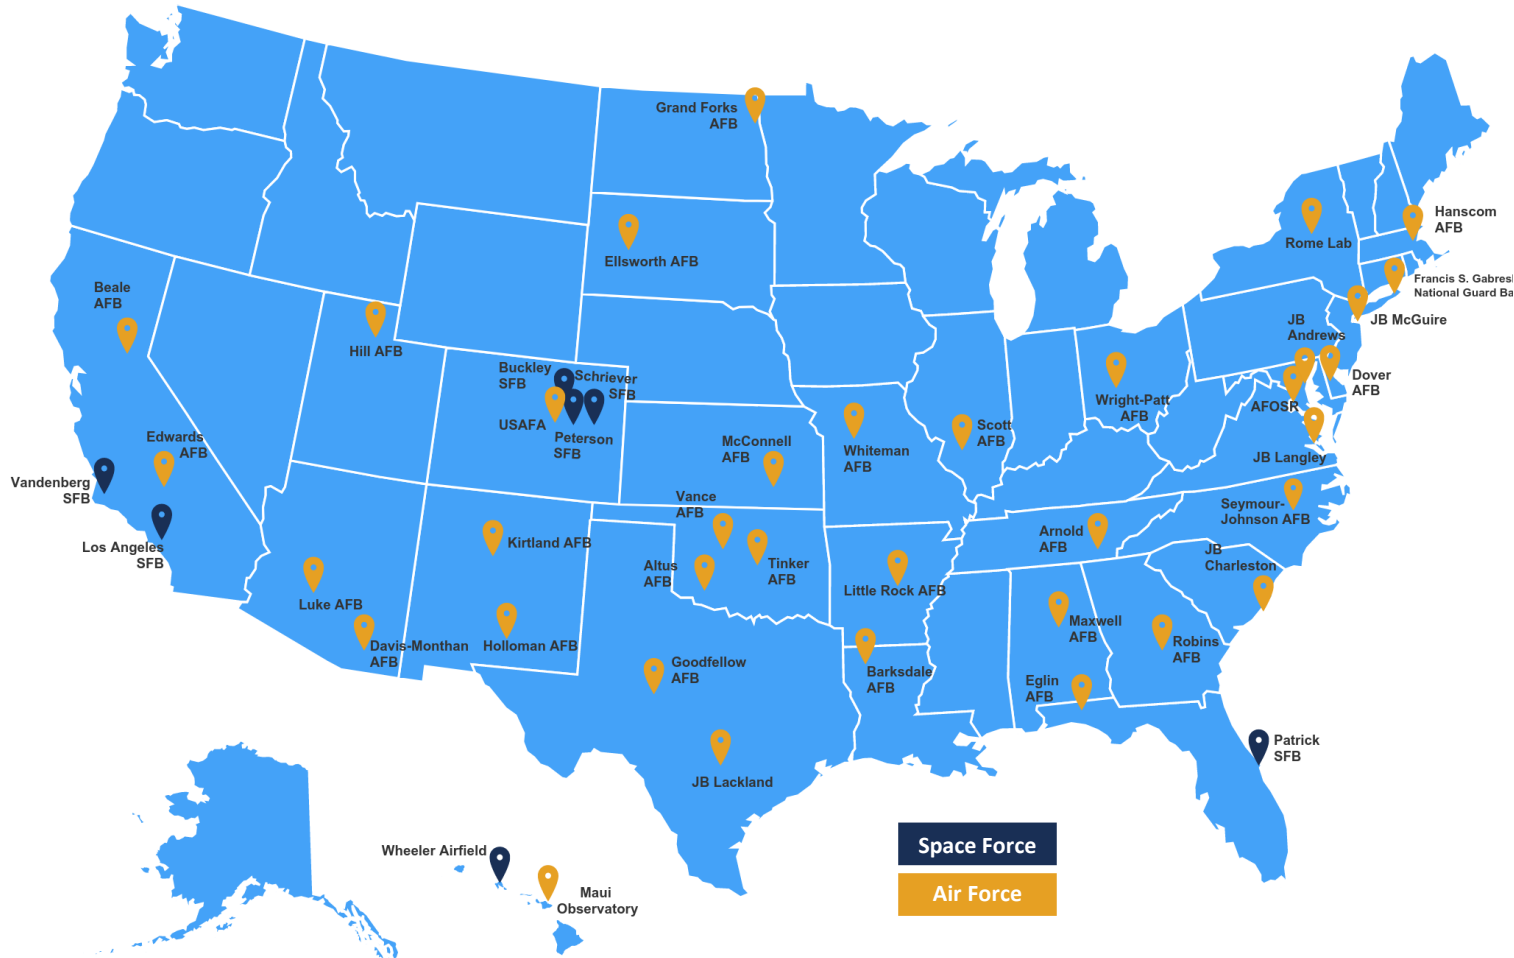 Grand Forks
AFB
Hanscom
AFB
Rome Lab
Ellsworth AFB
Francis S. Gabresk
National Guard Ba
Beale
AFB
JB McGuire
JB
Andrews
Hill AFB
Buckley
SFB
Schriever
SFB
Dover
AFB
Wright-Patt
AFB
AFOSR
USAFA
Peterson
SFB
Scott
AFB
Edwards
AFB
McConnell
AFB
Whiteman
AFB
JB Langley
Vandenberg
SFB
Vance
AFB
Seymour-
Johnson AFB
Los Angeles
SFB
Kirtland AFB
Arnold
AFB
JB
Charleston
Altus
AFB
Tinker
AFB
Little Rock AFB
Luke AFB
Maxwell
AFB
Davis-Monthan
AFB
Holloman AFB
Robins
AFB
Goodfellow
AFB
Barksdale
AFB
Eglin
AFB
Patrick
SFB
JB Lackland
Wheeler Airfield
Maui
Observatory
Space Force
Air Force